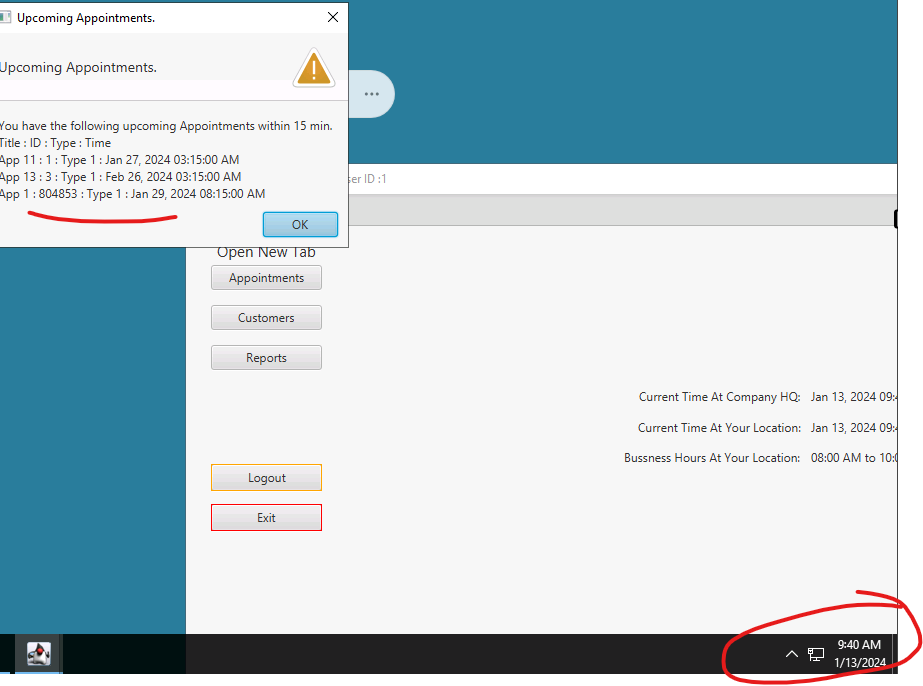 Upcoming Appointments.
Upcoming Appointments.
You have the following upcoming Appointments within 15 min.
Title : ID : Type : Time
App 11 : 1 : Type 1 : Jan 27, 2024 03:15:00 AM
App 13 : 3 : Type 1 : Feb 26, 2024 03:15:00 AM
App 1 : 804853 : Type 1 : Jan 29, 2024 08:15:00 AM
OK
ser ID :1
Open New Tab
Appointments
Customers
Reports
Current Time At Company HQ: Jan 13, 2024 09:4
Current Time At Your Location: Jan 13, 2024 09:4
Bussness Hours At Your Location: 08:00 AM to 10:0
Logout
Exit
9:40 AM
1/13/2024